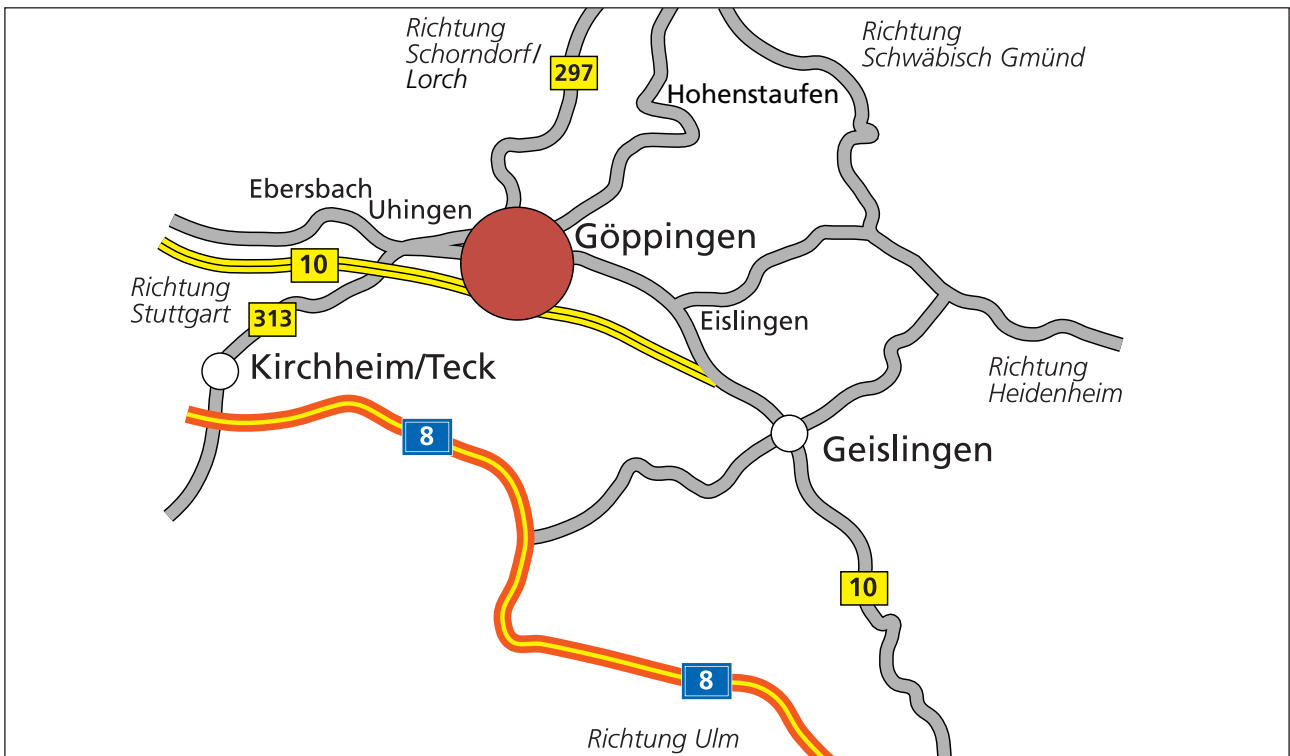 Richtung
Schorndorf/
Lorch
297
Richtung
Schwäbisch Gmünd
Hohenstaufen
Ebersbach
Uhingen
Göppingen
10
Richtung
Stuttgart
313
Eislingen
Kirchheim/Teck
Richtung
Heidenheim
8
Geislingen
10
8
Richtung Ulm